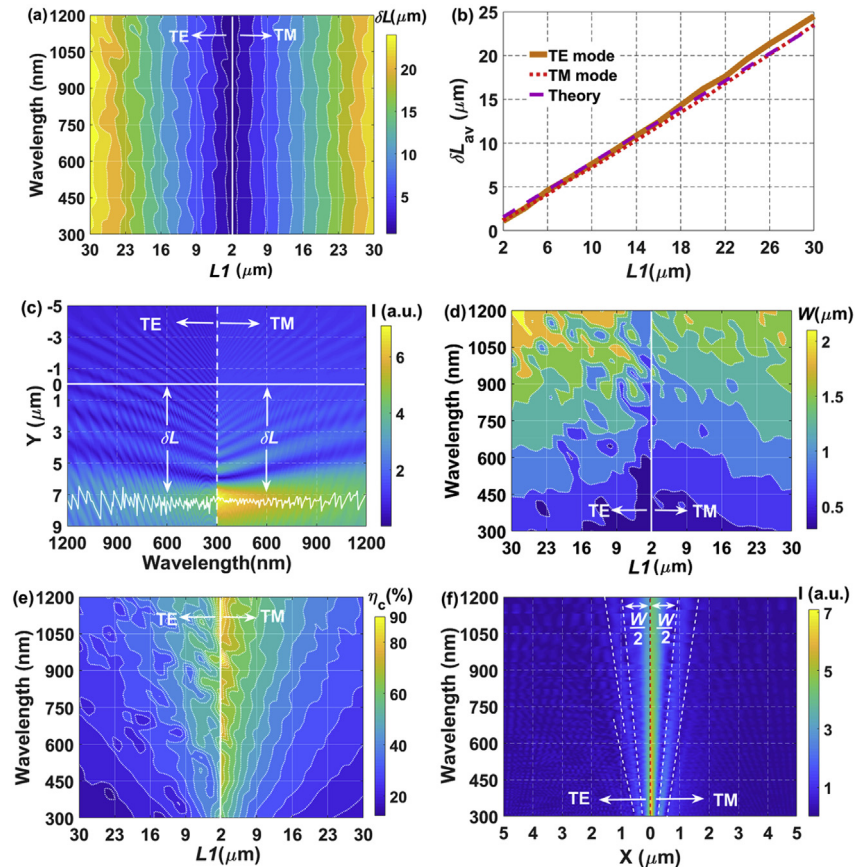 (a)
δL(μm)
1200
1050
900
750
600
450
300
Wavelength (nm)
TE
TM
20
15
10
5
30 23 16 9 2 9 16 23 30
L1 (μm)
(b)
25
20
15
10
5
0
δLav (μm)
TE mode
TM mode
Theory
2 6 10 14 18 22 26 30
L1(μm)
(c)
I (a.u.)
-5
-3
-1
0
1
3
5
7
9
Y (μm)
TE
TM
δL
δL
6
4
2
1200 900 600 300 600 900 1200
Wavelength(nm)
(d)
W(μm)
1200
1050
900
750
600
450
300
Wavelength (nm)
TE
TM
2
1.5
1
0.5
30 23 16 9 2 9 16 23 30
L1 (μm)
(e)
ηc(%)
1200
1050
900
750
600
450
300
Wavelength (nm)
TE
TM
90
80
60
40
20
30 23 16 9 2 9 16 23 30
L1(μm)
(f)
I (a.u.)
1200
1050
900
750
600
450
300
Wavelength (nm)
W/2
W/2
TE
TM
7
5
3
1
5 4 3 2 1 0 1 2 3 4 5
X (μm)